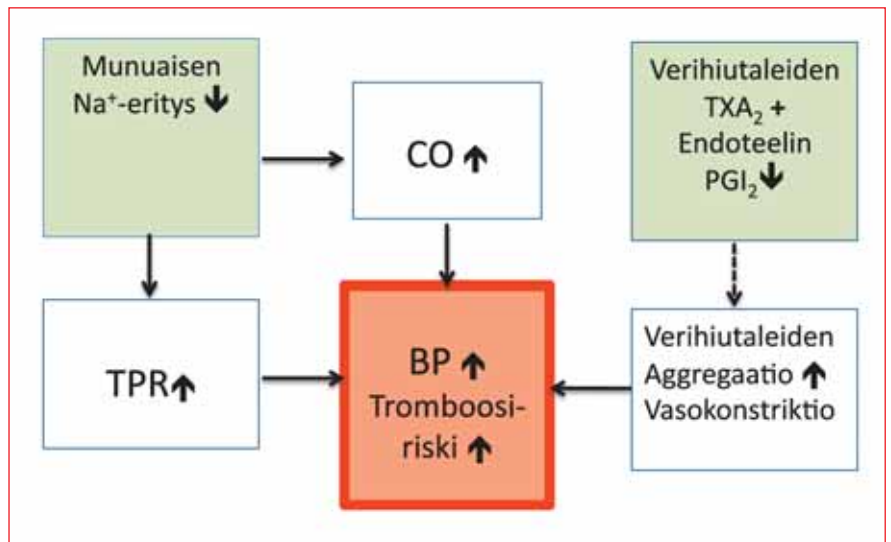 Munuaisen
Na⁺-eritys ↓
CO ↑
Verihiutaleiden
TXA₂ +
Endoteelin
PGI₂ ↓
TPR ↑
BP ↑
Tromboosi-
riski ↑
Verihiutaleiden
Aggregaatio ↑
Vasokonstriktio